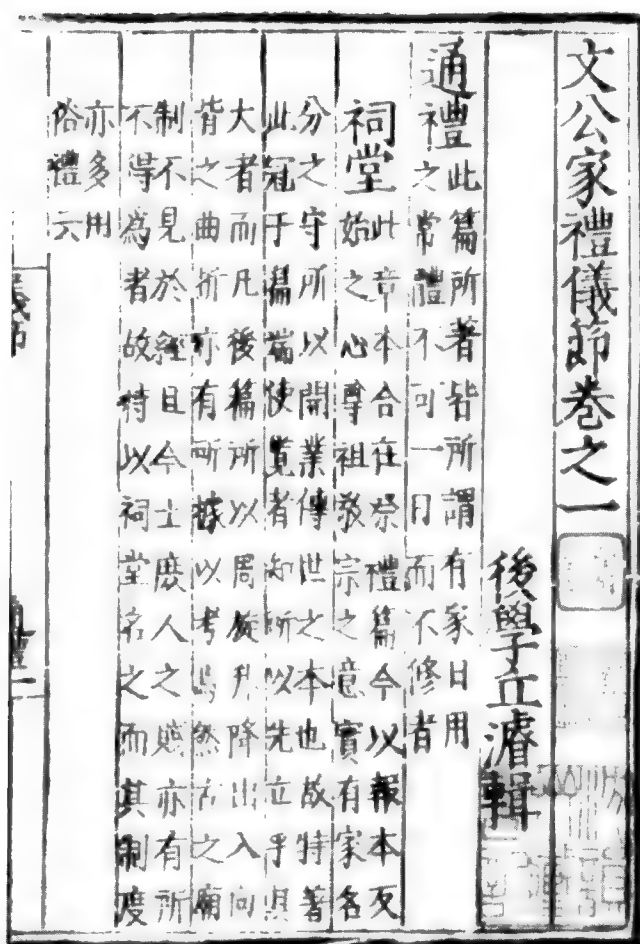 文公家禮儀節卷之一
後學丘濬輯
通禮此篇所著皆所謂有家日用
之常體不可一日而不修者
祠堂此章本合在祭禮篇今以報本反
始之心尊祖敬宗之意實有家名
分之守所以開業傳世之本也故特著
此冠于篇端使覽者知所以先立乎其
大者而凡後篇所以周旋升降出入向
背之曲折亦有所據以考焉然古之廟
制不見於經且今士庶人之賤亦有所
不得為者故特以祠堂名之而其制度
亦多用
俗禮云